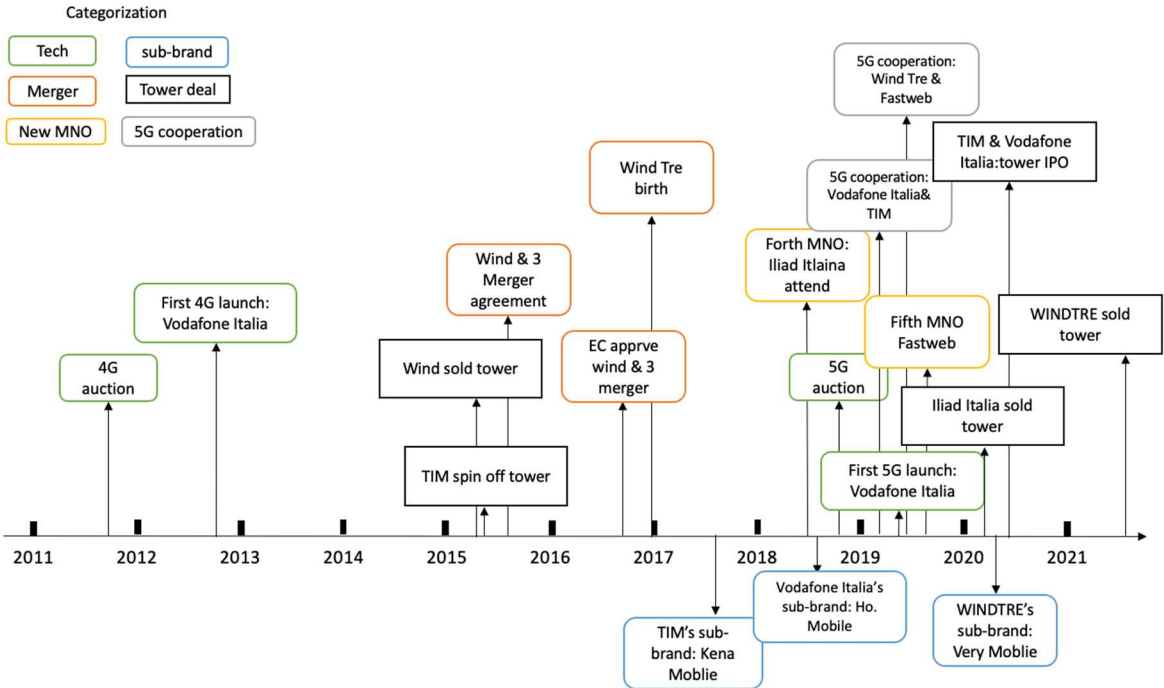 Categorization
Tech
sub-brand
Merger
Tower deal
New MNO
5G cooperation
5G cooperation:
Wind Tre &
Fastweb
TIM & Vodafone
Italia:tower IPO
Wind Tre
birth
5G cooperation:
Vodafone Italia&
TIM
Forth MNO:
Iliad Itlaina
attend
Wind & 3
Merger
agreement
First 4G launch:
Vodafone Italia
Fifth MNO
Fastweb
WINDTRE sold
tower
4G
auction
Wind sold tower
EC apprve
wind & 3
merger
5G
auction
Iliad Italia sold
tower
TIM spin off tower
First 5G launch:
Vodafone Italia
2011
2012
2013
2014
2015
2016
2017
2018
2019
2020
2021
TIM's sub-
brand: Kena
Moblie
Vodafone Italia's
sub-brand: Ho.
Mobile
WINDTRE's
sub-brand:
Very Moblie